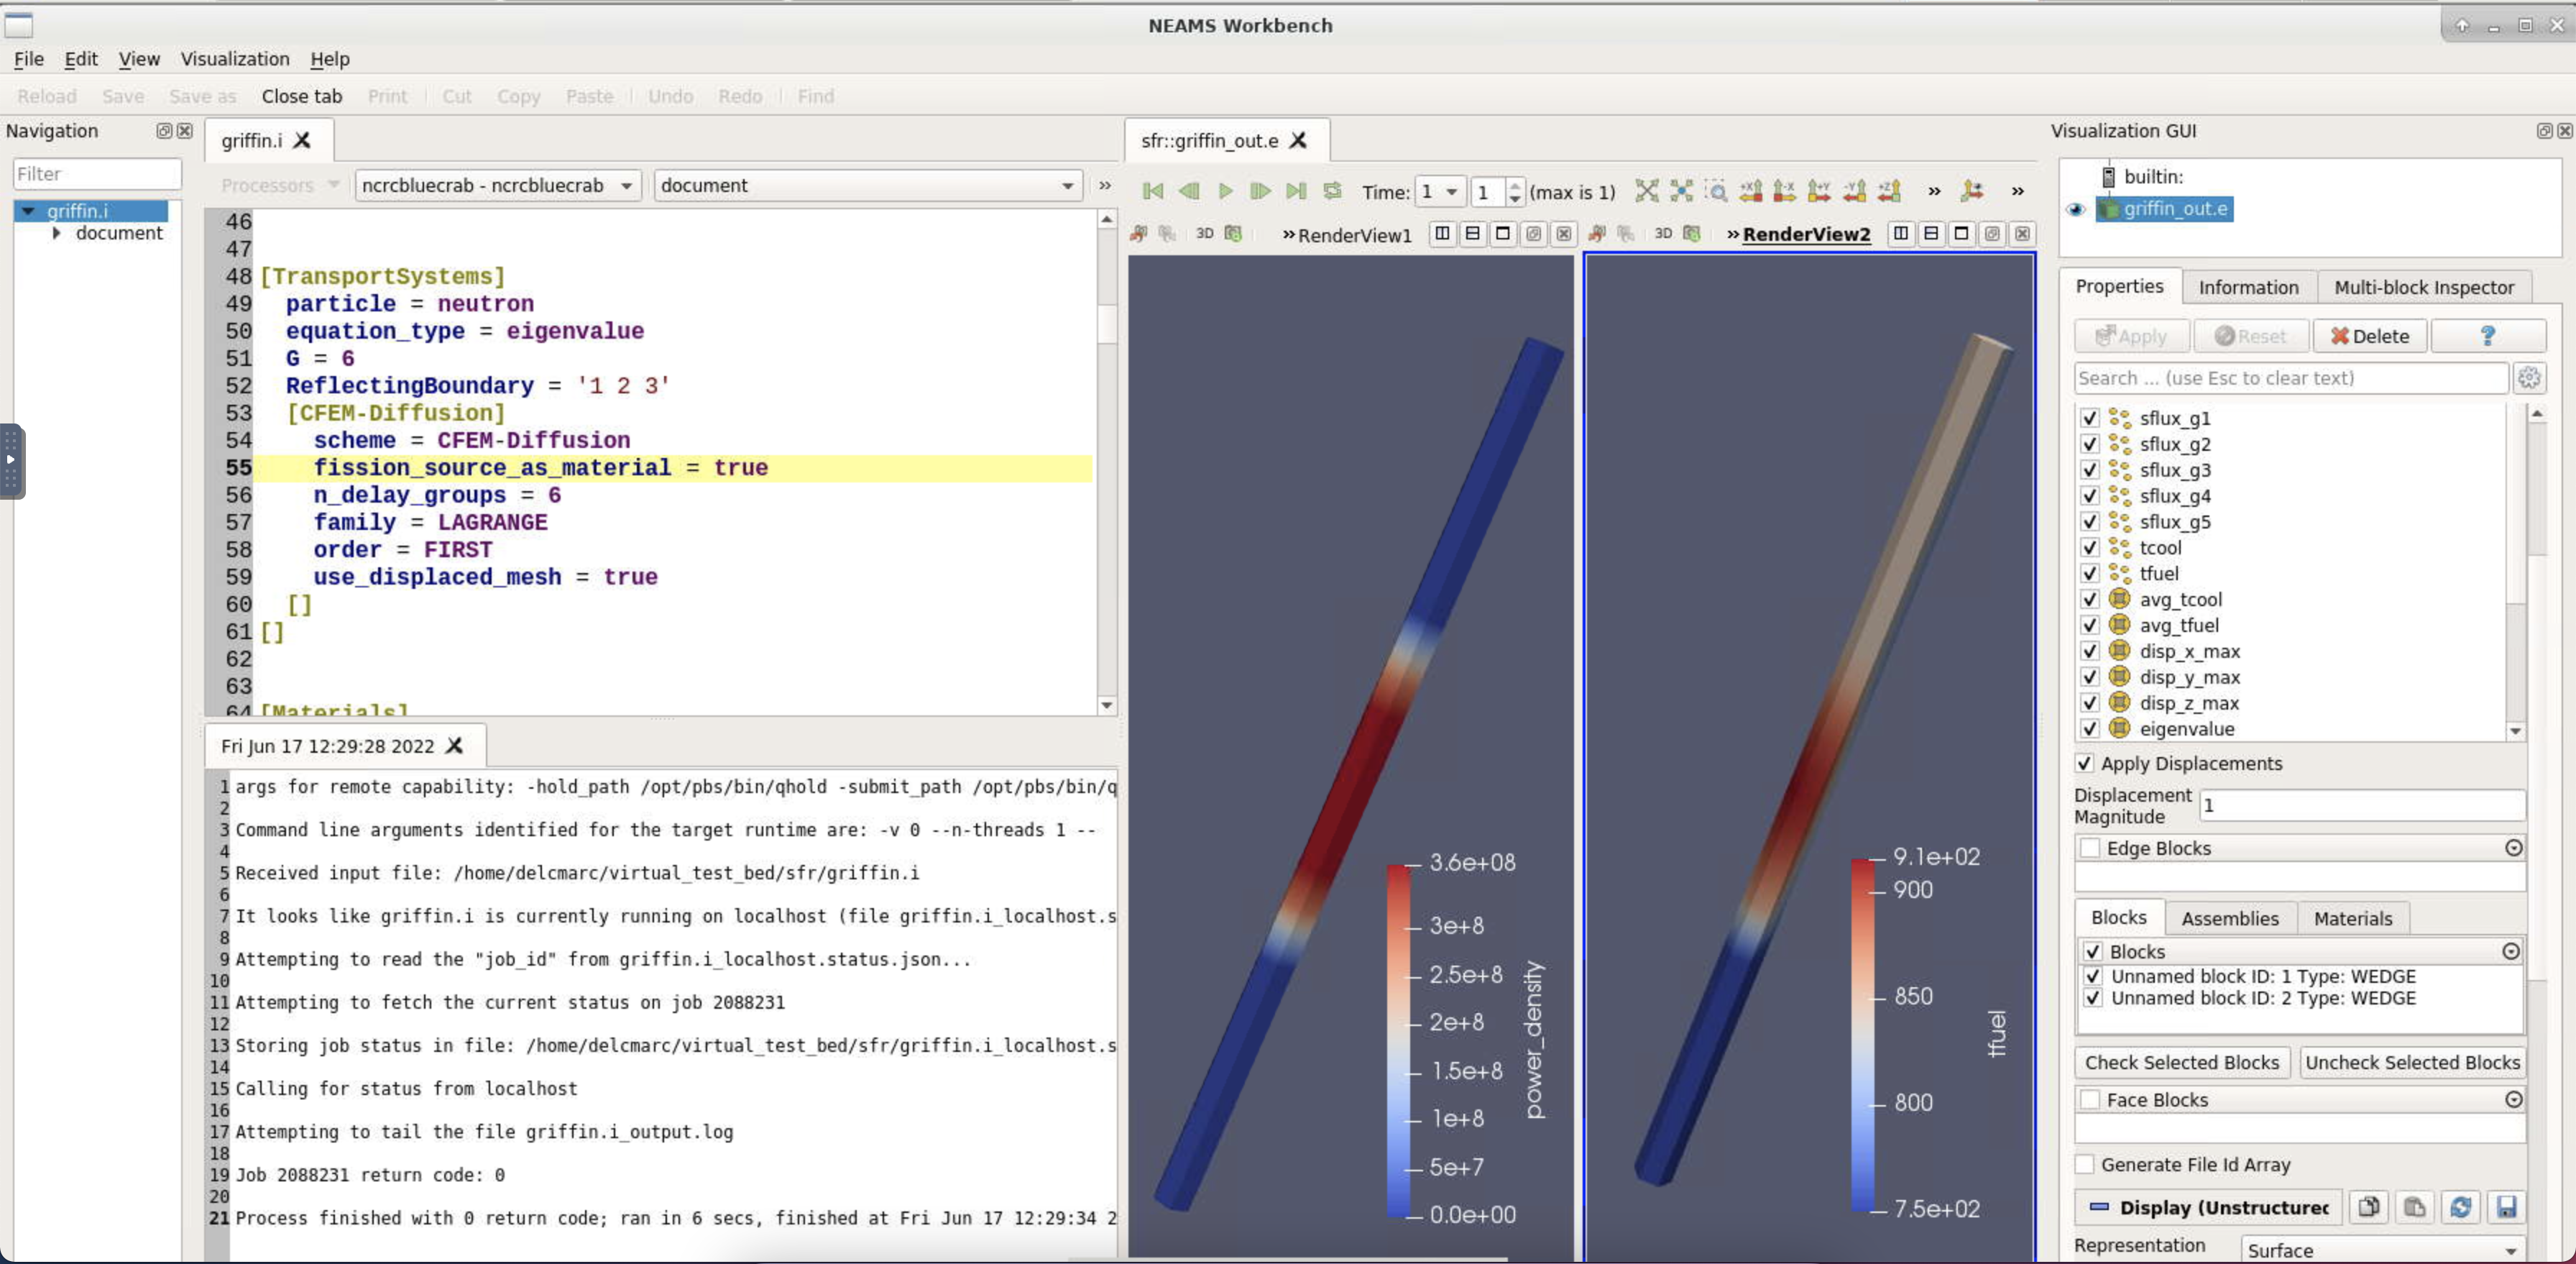 NEAMS Workbench
File Edit View Visualization Help
Reload Save Save as Close tab Print Cut Copy Paste Undo Redo Find
Navigation
Filter
griffin.i
document
griffin.i
Processors ncrcbluecrab - ncrcbluecrab document »
46
47
48 [TransportSystems]
49 particle = neutron
50 equation_type = eigenvalue
51 G = 6
52 ReflectingBoundary = '1 2 3'
53 [CFEM-Diffusion]
54 scheme = CFEM-Diffusion
55 fission_source_as_material = true
56 n_delay_groups = 6
57 family = LAGRANGE
58 order = FIRST
59 use_displaced_mesh = true
60 []
61 []
62
63
64 [Materials]
Fri Jun 17 12:29:28 2022
1 args for remote capability: -hold_path /opt/pbs/bin/qhold -submit_path /opt/pbs/bin/q
2
3 Command line arguments identified for the target runtime are: -v 0 --n-threads 1 --
4
5 Received input file: /home/delcmarc/virtual_test_bed/sfr/griffin.i
6
7 It looks like griffin.i is currently running on localhost (file griffin.i_localhost.s
8
9 Attempting to read the "job_id" from griffin.i_localhost.status.json...
10
11 Attempting to fetch the current status on job 2088231
12
13 Storing job status in file: /home/delcmarc/virtual_test_bed/sfr/griffin.i_localhost.s
14
15 Calling for status from localhost
16
17 Attempting to tail the file griffin.i_output.log
18
19 Job 2088231 return code: 0
20
21 Process finished with 0 return code; ran in 6 secs, finished at Fri Jun 17 12:29:34 2
sfr::griffin_out.e
Time: 1 1 (max is 1) +X -X +Y -Y +Z » »
3D » RenderView1
3D » RenderView2
3.6e+08
3e+8
2.5e+8
2e+8
1.5e+8
1e+8
5e+7
0.0e+00
power_density
9.1e+02
900
850
800
7.5e+02
tfuel
Visualization GUI
builtin:
griffin_out.e
Properties Information Multi-block Inspector
Apply Reset Delete ?
Search ... (use Esc to clear text)
sflux_g1
sflux_g2
sflux_g3
sflux_g4
sflux_g5
tcool
tfuel
avg_tcool
avg_tfuel
disp_x_max
disp_y_max
disp_z_max
eigenvalue
Apply Displacements
Displacement
Magnitude 1
Edge Blocks
Blocks Assemblies Materials
Blocks
Unnamed block ID: 1 Type: WEDGE
Unnamed block ID: 2 Type: WEDGE
Check Selected Blocks Uncheck Selected Blocks
Face Blocks
Generate File Id Array
Display (Unstructured
Representation Surface